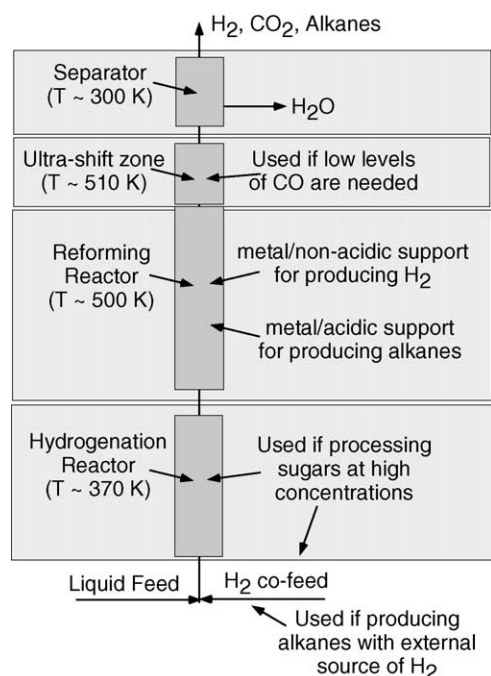 H₂, CO₂, Alkanes
Separator
(T ~ 300 K)
H₂O
Ultra-shift zone
(T ~ 510 K)
Used if low levels
of CO are needed
Reforming
Reactor
(T ~ 500 K)
metal/non-acidic support
for producing H₂
metal/acidic support
for producing alkanes
Hydrogenation
Reactor
(T ~ 370 K)
Used if processing
sugars at high
concentrations
Liquid Feed
H₂ co-feed
Used if producing
alkanes with external
source of H₂